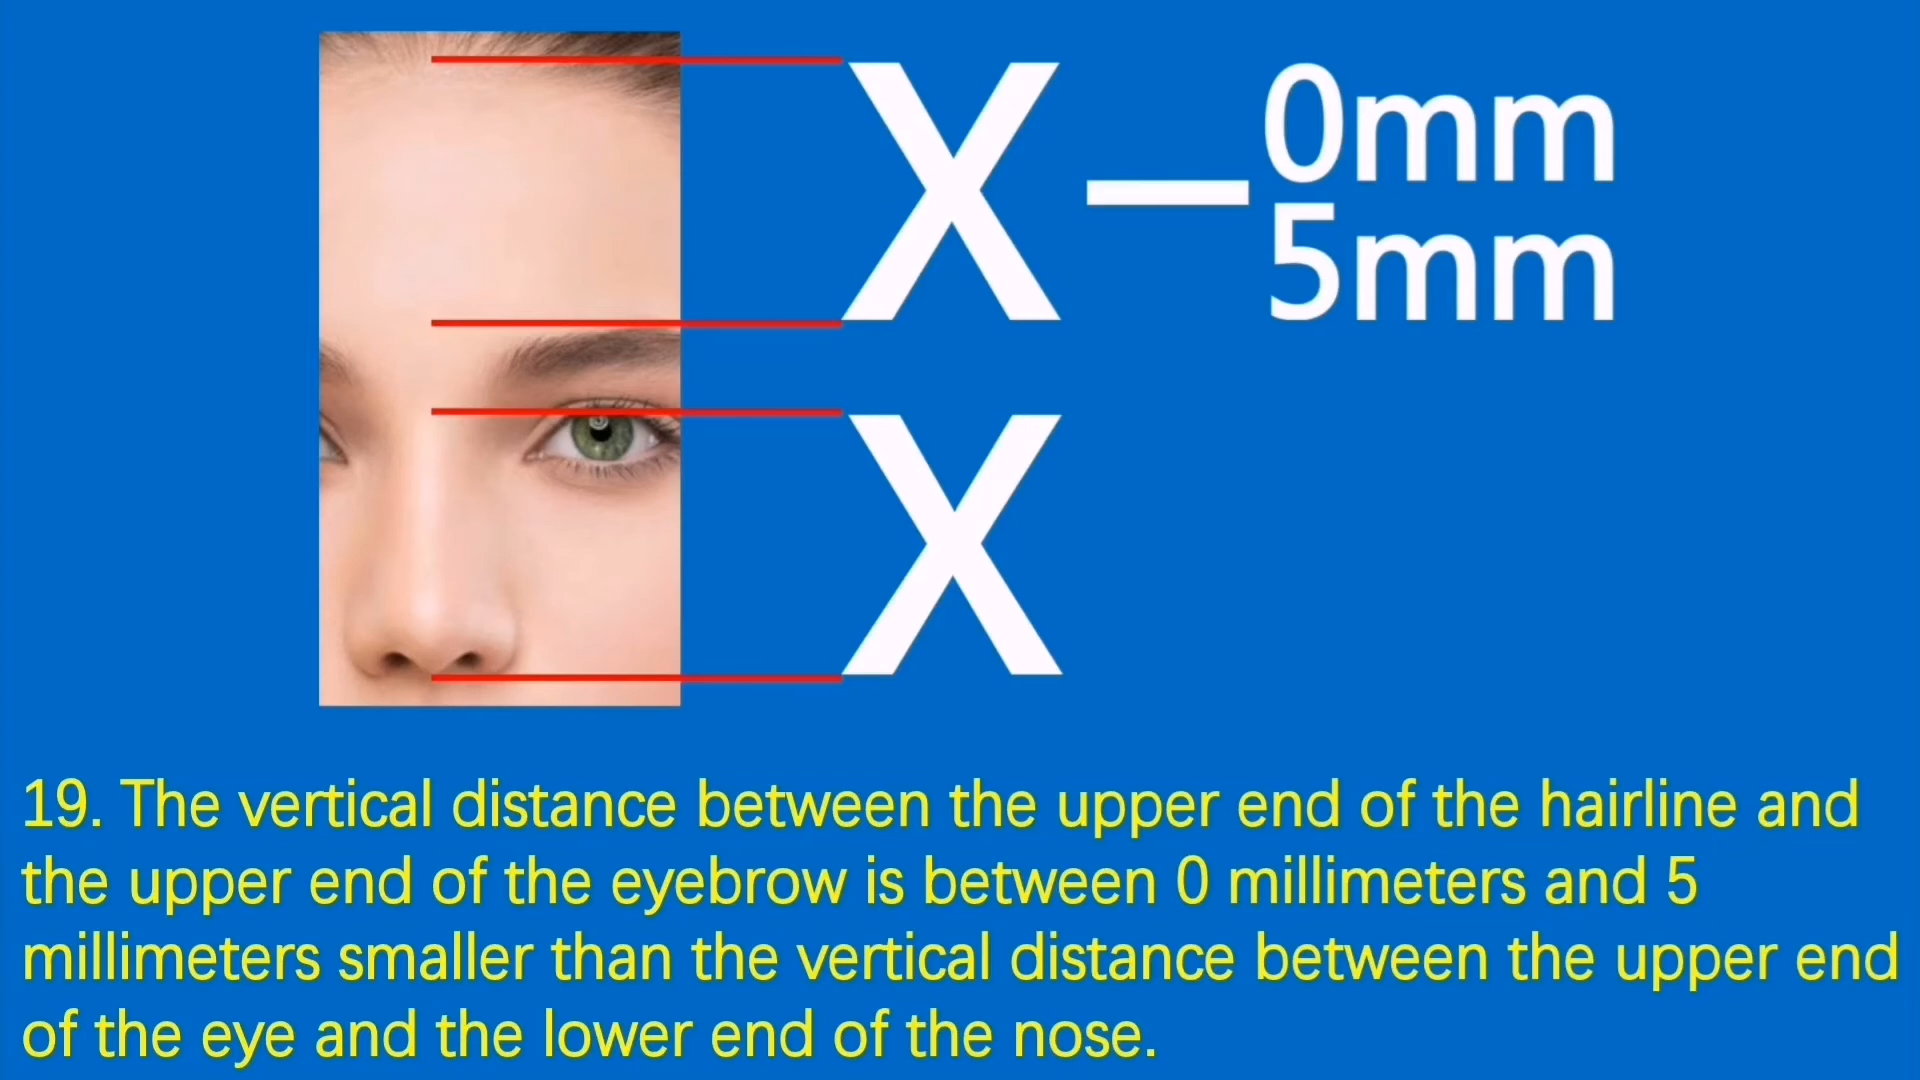 X — 0mm
5mm
X
19. The vertical distance between the upper end of the hairline and
the upper end of the eyebrow is between 0 millimeters and 5
millimeters smaller than the vertical distance between the upper end
of the eye and the lower end of the nose.